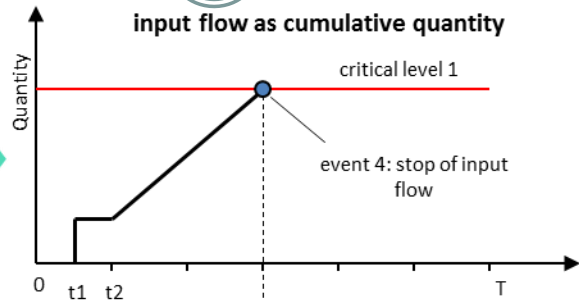 input flow as cumulative quantity
Quantity
critical level 1
event 4: stop of input
flow
0
t1
t2
T